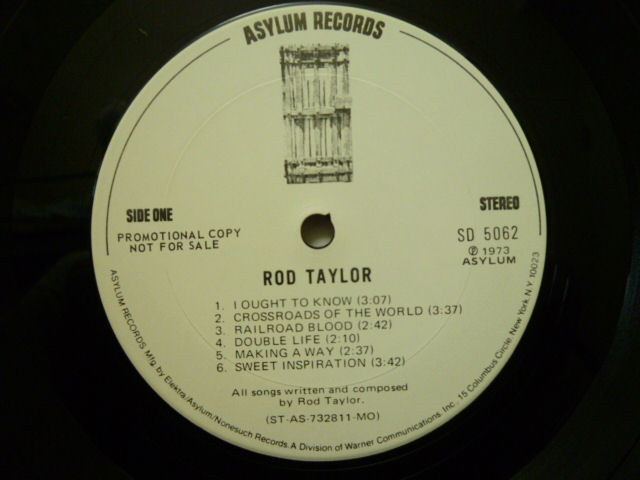 ASYLUM RECORDS
SIDE ONE
STEREO
PROMOTIONAL COPY
NOT FOR SALE
SD 5062
℗ 1973
ASYLUM
ROD TAYLOR
1. I OUGHT TO KNOW (3:07)
2. CROSSROADS OF THE WORLD (3:37)
3. RAILROAD BLOOD (2:42)
4. DOUBLE LIFE (2:10)
5. MAKING A WAY (2:37)
6. SWEET INSPIRATION (3:42)
All songs written and composed
by Rod Taylor.
(ST-AS-732811-MO)
ASYLUM RECORDS. Mfg. by Elektra/Asylum/Nonesuch Records. A Division of Warner Communications, Inc., 15 Columbus Circle, New York, N.Y. 10023